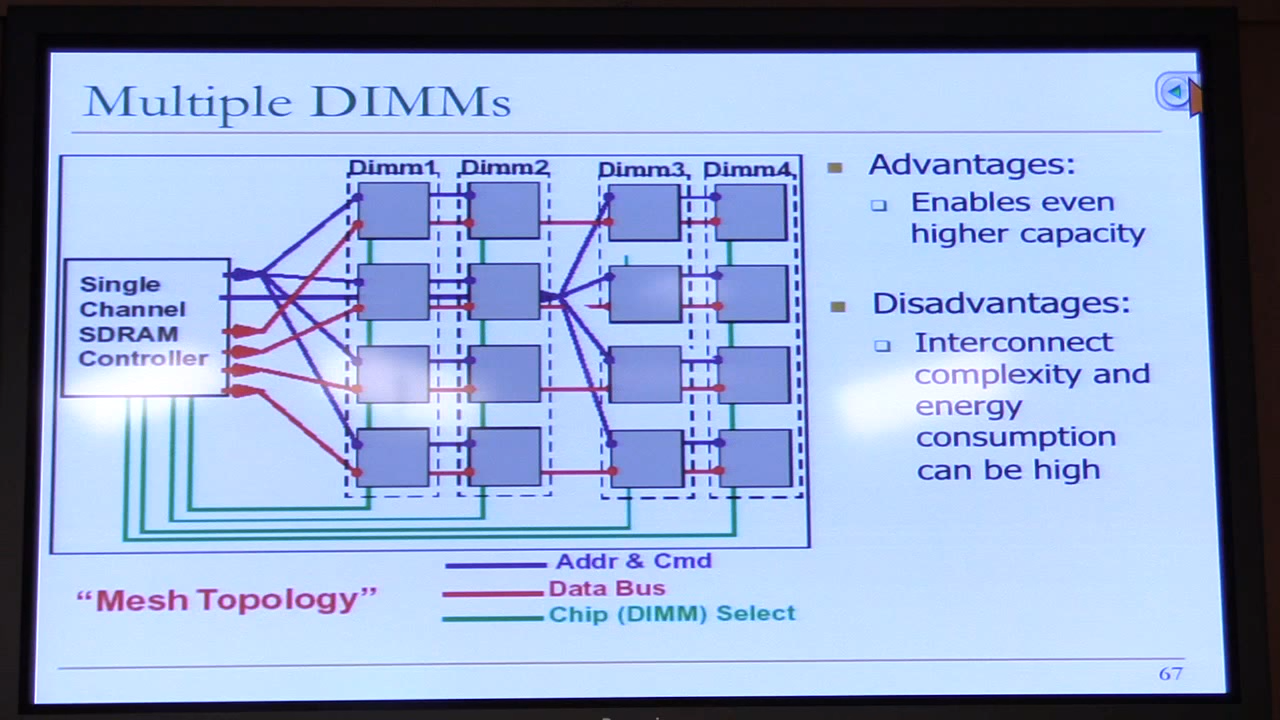 Multiple DIMMs
Dimm1 Dimm2 Dimm3 Dimm4
Single
Channel
SDRAM
Controller
Advantages:
Enables even
higher capacity
Disadvantages:
Interconnect
complexity and
energy
consumption
can be high
Addr & Cmd
Data Bus
Chip (DIMM) Select
“Mesh Topology”
67